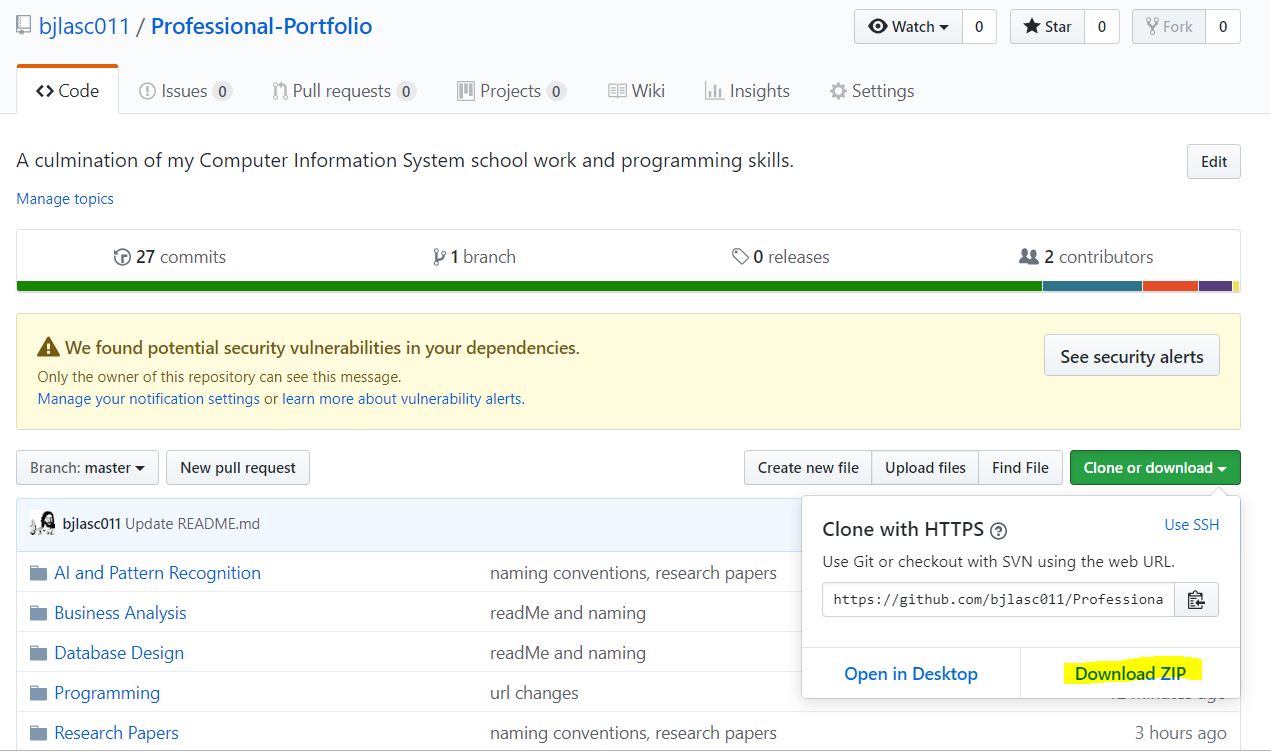 bjlasc011 / Professional-Portfolio
Watch 0 Star 0 Fork 0
Code Issues 0 Pull requests 0 Projects 0 Wiki Insights Settings
A culmination of my Computer Information System school work and programming skills.
Edit
Manage topics
27 commits 1 branch 0 releases 2 contributors
We found potential security vulnerabilities in your dependencies.
Only the owner of this repository can see this message.
Manage your notification settings or learn more about vulnerability alerts.
See security alerts
Branch: master New pull request Create new file Upload files Find File Clone or download
bjlasc011 Update README.md
AI and Pattern Recognition naming conventions, research papers
Business Analysis readMe and naming
Database Design readMe and naming
Programming url changes
Research Papers naming conventions, research papers 3 hours ago
Clone with HTTPS ?
Use SSH
Use Git or checkout with SVN using the web URL.
https://github.com/bjlasc011/Professiona
Open in Desktop Download ZIP